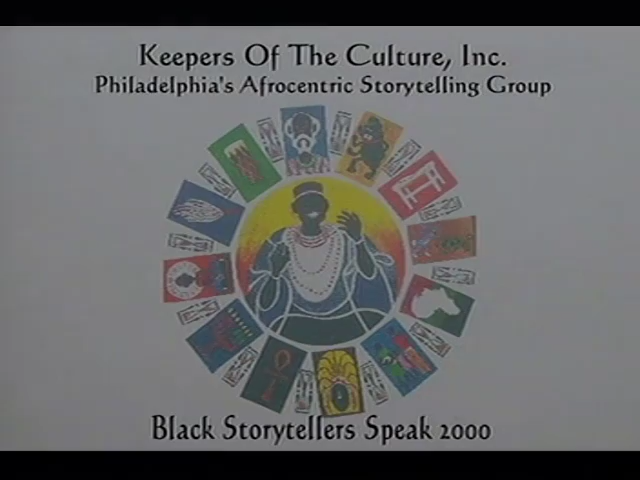 Keepers Of The Culture, Inc.
Philadelphia's Afrocentric Storytelling Group
Black Storytellers Speak 2000